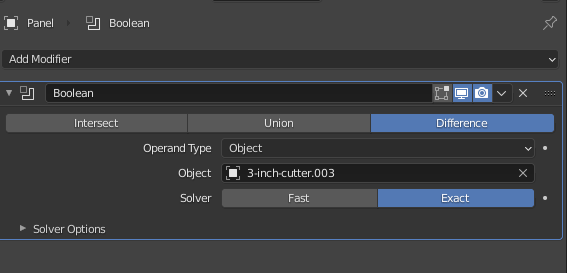 Panel Boolean
Add Modifier
Boolean
Intersect Union Difference
Operand Type Object
Object 3-inch-cutter.003
Solver Fast Exact
Solver Options